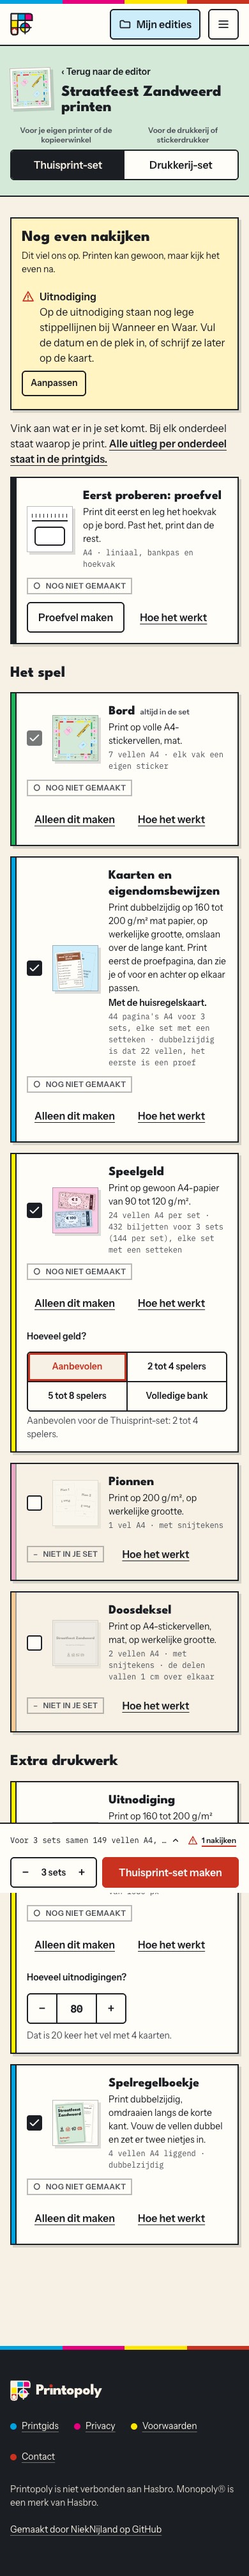 Mijn edities
‹ Terug naar de editor
Straatfeest Zandweerd
printen
Voor je eigen printer of de
kopieerwinkel
Voor de drukkerij of
stickerdrukker
Thuisprint-set
Drukkerij-set
Nog even nakijken
Dit viel ons op. Printen kan gewoon, maar kijk het
even na.
Uitnodiging
Op de uitnodiging staan nog lege
stippellijnen bij Wanneer en Waar. Vul
de datum en de plek in, of schrijf ze later
op de kaart.
Aanpassen
Vink aan wat er in je set komt. Bij elk onderdeel
staat waarop je print. Alle uitleg per onderdeel
staat in de printgids.
Eerst proberen: proefvel
Print dit eerst en leg het hoekvak
op je bord. Past het, print dan de
rest.
A4 · liniaal, bankpas en
hoekvak
NOG NIET GEMAAKT
Proefvel maken
Hoe het werkt
Het spel
Bord altijd in de set
Print op volle A4-
stickervellen, mat.
7 vellen A4 · elk vak een
eigen sticker
NOG NIET GEMAAKT
Alleen dit maken
Hoe het werkt
Kaarten en
eigendomsbewijzen
Print dubbelzijdig op 160 tot
200 g/m² mat papier, op
werkelijke grootte, omslaan
over de lange kant. Print
eerst de proefpagina, dan zie
je of voor en achter op elkaar
passen.
Met de huisregelskaart.
44 pagina's A4 voor 3
sets, elke set met een
setteken · dubbelzijdig
is dat 22 vellen, het
eerste is een proef
NOG NIET GEMAAKT
Alleen dit maken
Hoe het werkt
Speelgeld
Print op gewoon A4-papier
van 90 tot 120 g/m².
24 vellen A4 per set ·
432 biljetten voor 3 sets
(144 per set), elke set
met een setteken
NOG NIET GEMAAKT
Alleen dit maken
Hoe het werkt
Hoeveel geld?
Aanbevolen
2 tot 4 spelers
5 tot 8 spelers
Volledige bank
Aanbevolen voor de Thuisprint-set: 2 tot 4
spelers.
Pionnen
Print op 200 g/m², op
werkelijke grootte.
1 vel A4 · met snijtekens
– NIET IN JE SET
Hoe het werkt
Doosdeksel
Print op A4-stickervellen,
mat, op werkelijke grootte.
2 vellen A4 · met
snijtekens · de delen
vallen 1 cm over elkaar
– NIET IN JE SET
Hoe het werkt
Extra drukwerk
Uitnodiging
Print op 160 tot 200 g/m²
Voor 3 sets samen 149 vellen A4, …
1 nakijken
− 3 sets +
Thuisprint-set maken
NOG NIET GEMAAKT
Alleen dit maken
Hoe het werkt
Hoeveel uitnodigingen?
− 80 +
Dat is 20 keer het vel met 4 kaarten.
Spelregelboekje
Print dubbelzijdig,
omdraaien langs de korte
kant. Vouw de vellen dubbel
en zet er twee nietjes in.
4 vellen A4 liggend ·
dubbelzijdig
NOG NIET GEMAAKT
Alleen dit maken
Hoe het werkt
Printopoly
Printgids
Privacy
Voorwaarden
Contact
Printopoly is niet verbonden aan Hasbro. Monopoly® is
een merk van Hasbro.
Gemaakt door NiekNijland op GitHub